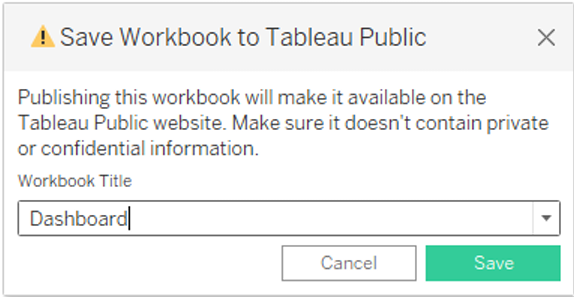 Save Workbook to Tableau Public
Publishing this workbook will make it available on the
Tableau Public website. Make sure it doesn't contain private
or confidential information.
Workbook Title
Dashboard
Cancel
Save